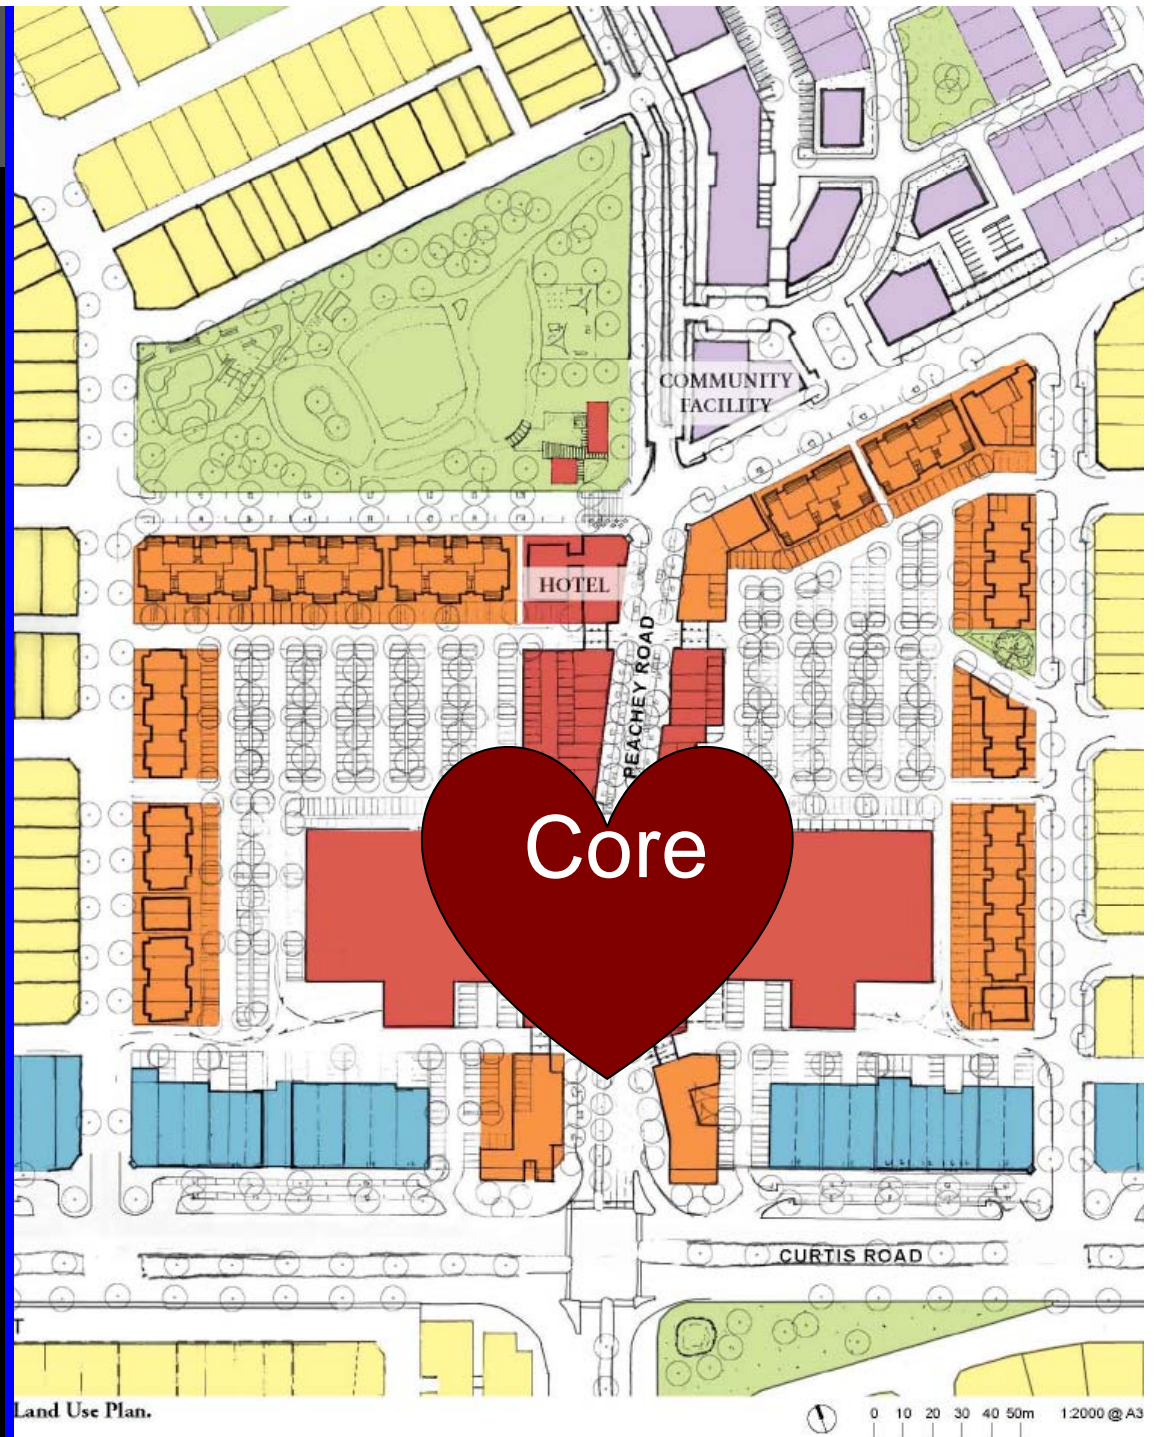 COMMUNITY
FACILITY
HOTEL
PEACHEY ROAD
Core
CURTIS ROAD
T
Land Use Plan.
0 10 20 30 40 50m 1:2000 @ A3